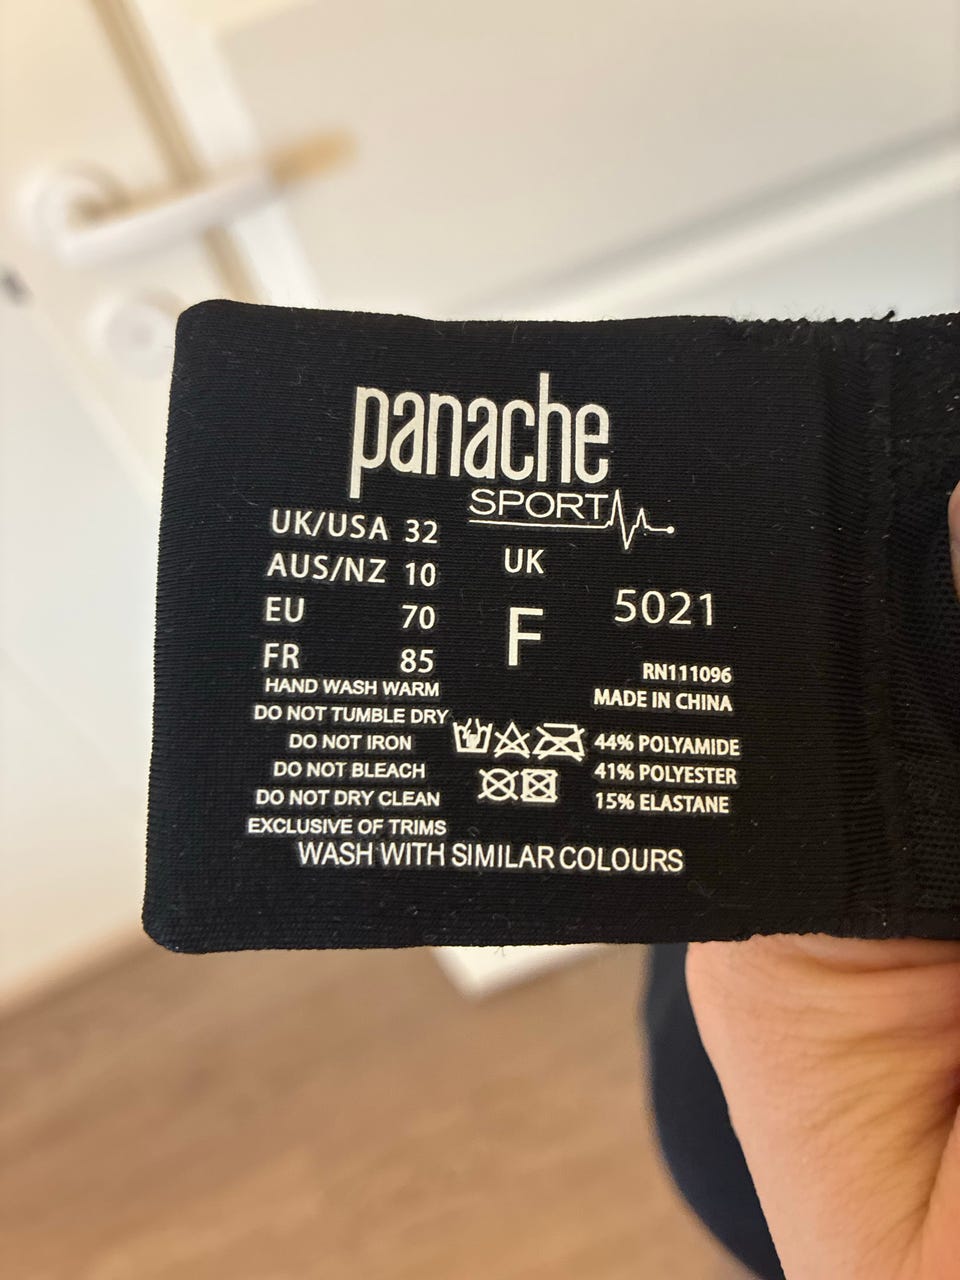 panache
SPORT
UK/USA 32
AUS/NZ 10
EU 70
FR 85
UK
F
5021
RN111096
MADE IN CHINA
HAND WASH WARM
DO NOT TUMBLE DRY
DO NOT IRON
DO NOT BLEACH
DO NOT DRY CLEAN
EXCLUSIVE OF TRIMS
44% POLYAMIDE
41% POLYESTER
15% ELASTANE
WASH WITH SIMILAR COLOURS